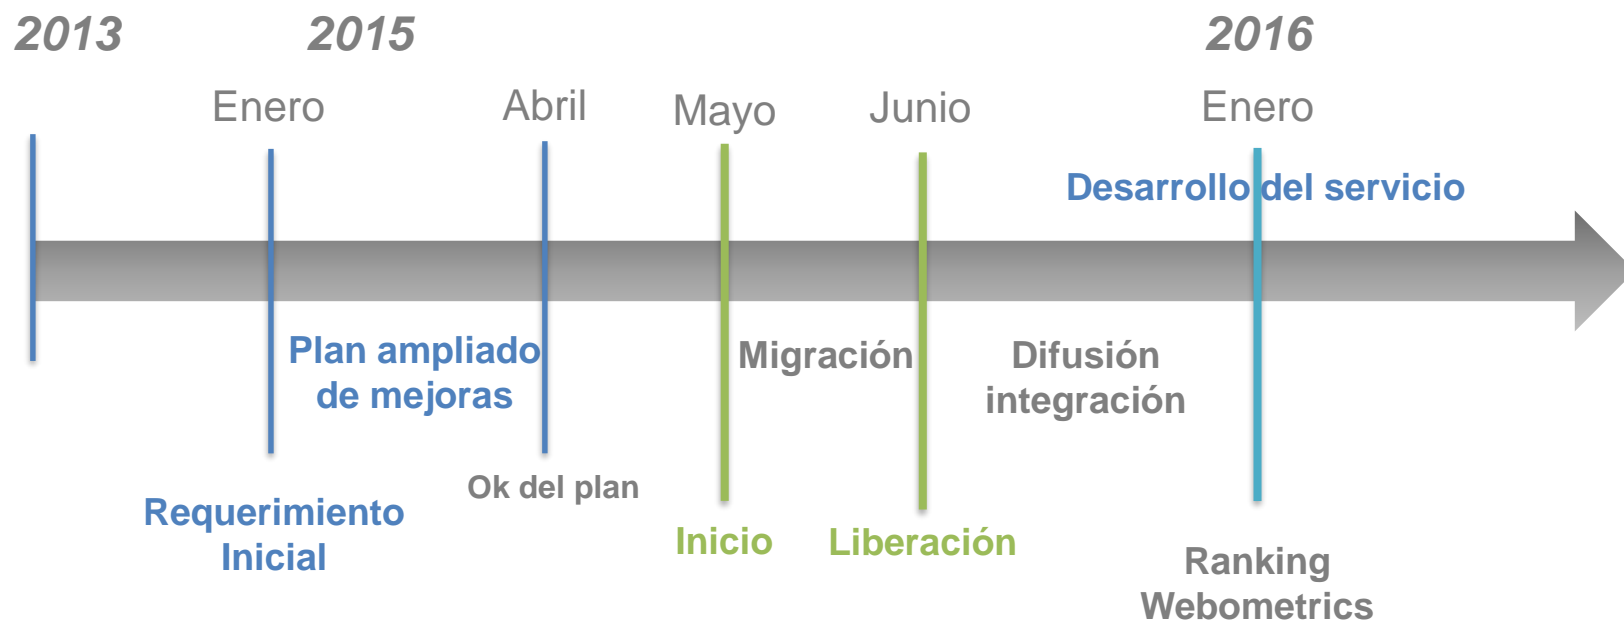 2013
2015
2016
Enero
Abril
Mayo
Junio
Enero
Desarrollo del servicio
Plan ampliado
de mejoras
Migración
Difusión
integración
Ok del plan
Requerimiento
Inicial
Inicio
Liberación
Ranking
Webometrics